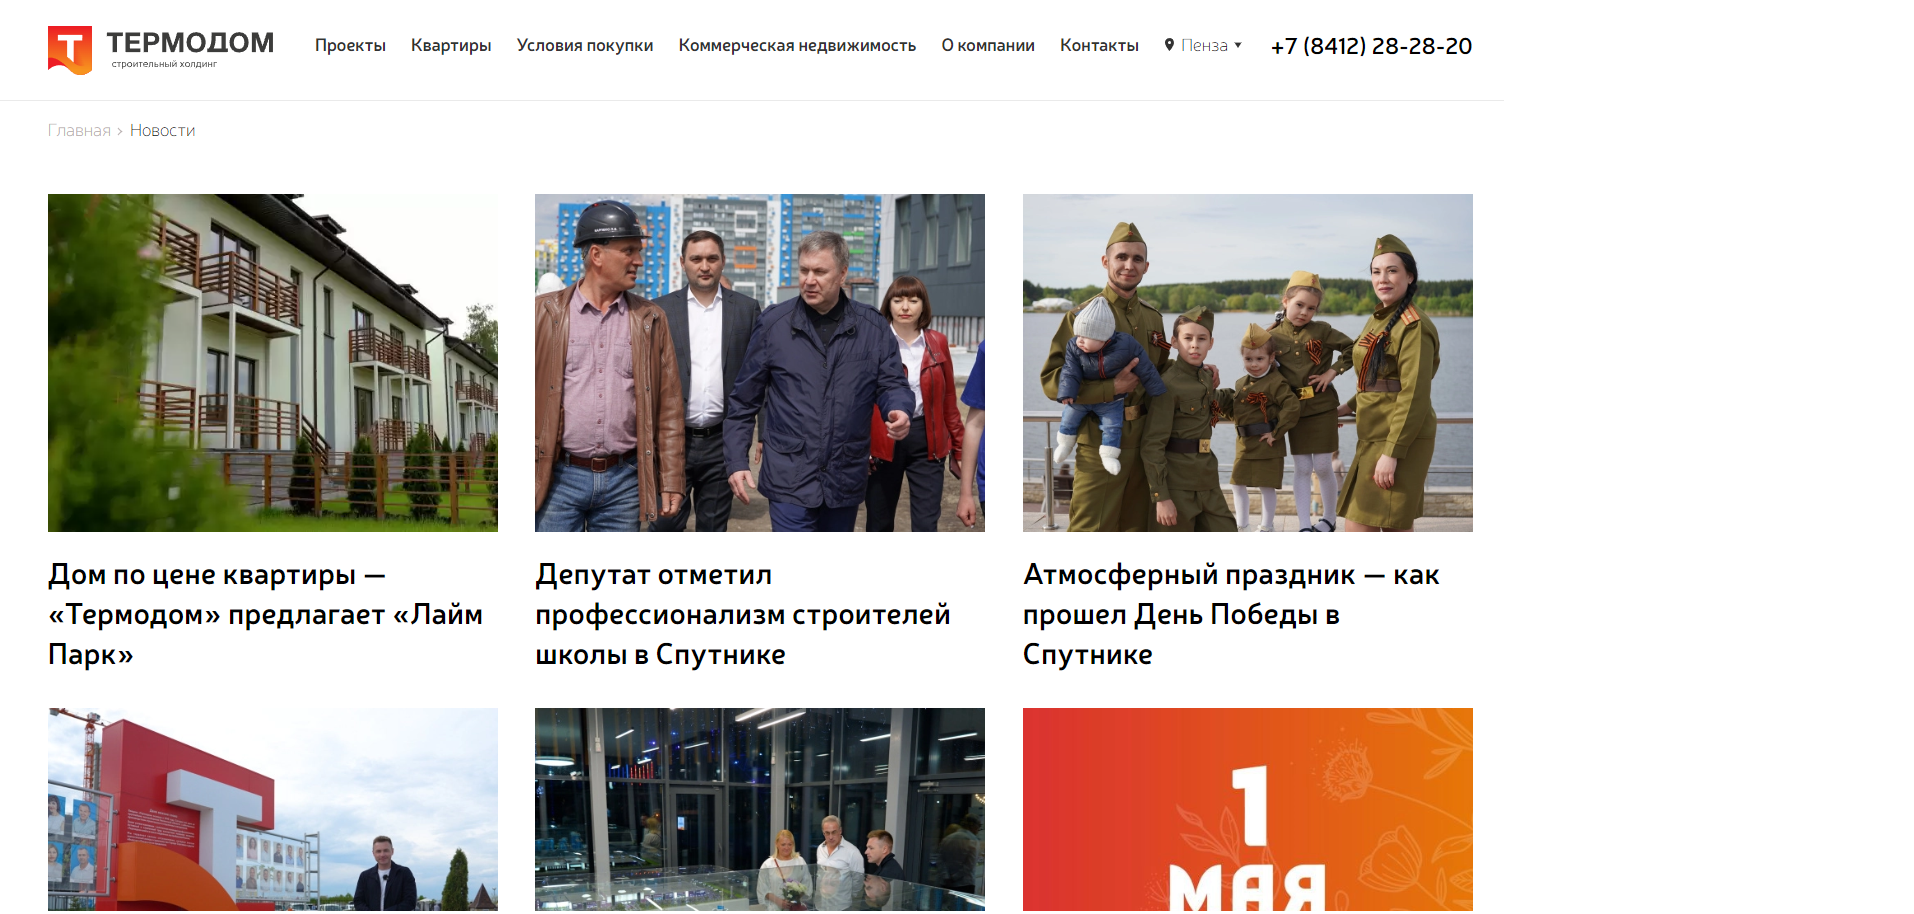 ТЕРМОДОМ
строительный холдинг
Проекты
Квартиры
Условия покупки
Коммерческая недвижимость
О компании
Контакты
Пенза
+7 (8412) 28-28-20
Главная › Новости
Дом по цене квартиры —
«Термодом» предлагает «Лайм
Парк»
Депутат отметил
профессионализм строителей
школы в Спутнике
Атмосферный праздник — как
прошел День Победы в
Спутнике
1
МАЯ